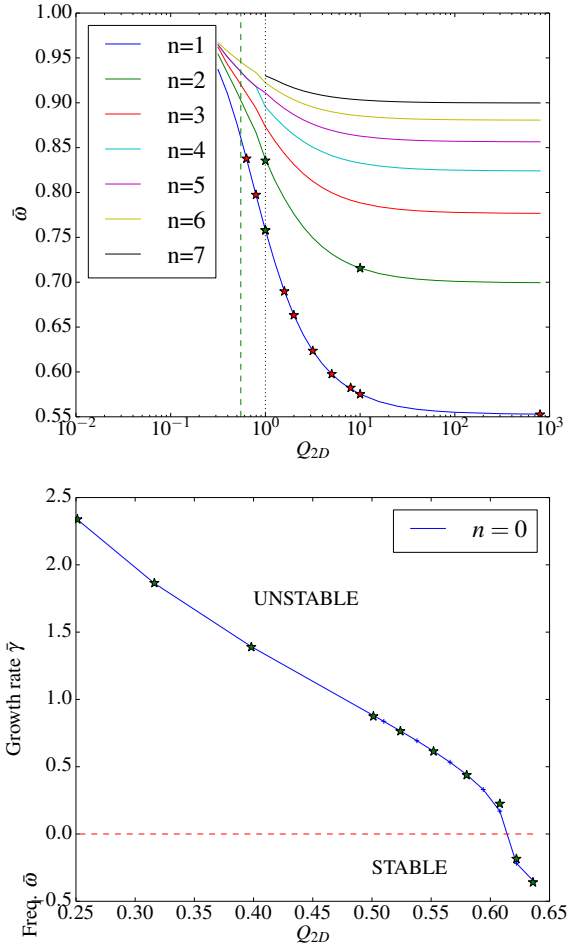 1.00
0.95
0.90
0.85
0.80
0.75
0.70
0.65
0.60
0.55
ω̄
n=1
n=2
n=3
n=4
n=5
n=6
n=7
10⁻² 10⁻¹ 10⁰ 10¹ 10² 10³
Q₂D
2.5
2.0
1.5
1.0
0.5
0.0
0.5
Growth rate γ̄
Freq. ω̄
n = 0
UNSTABLE
STABLE
0.25 0.30 0.35 0.40 0.45 0.50 0.55 0.60 0.65
Q₂D